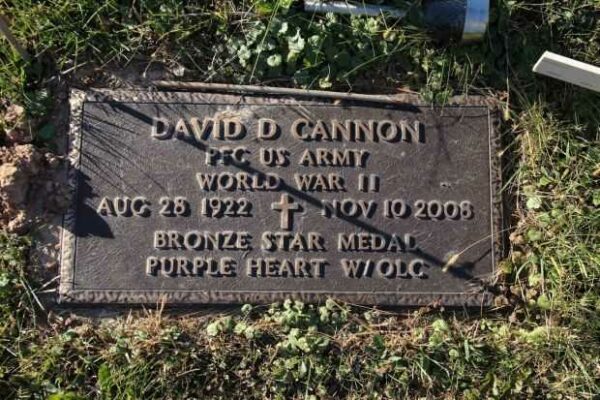 DAVID D CANNON
PFC US ARMY
WORLD WAR II
AUG 28 1922 NOV 10 2008
BRONZE STAR MEDAL
PURPLE HEART W/OLC